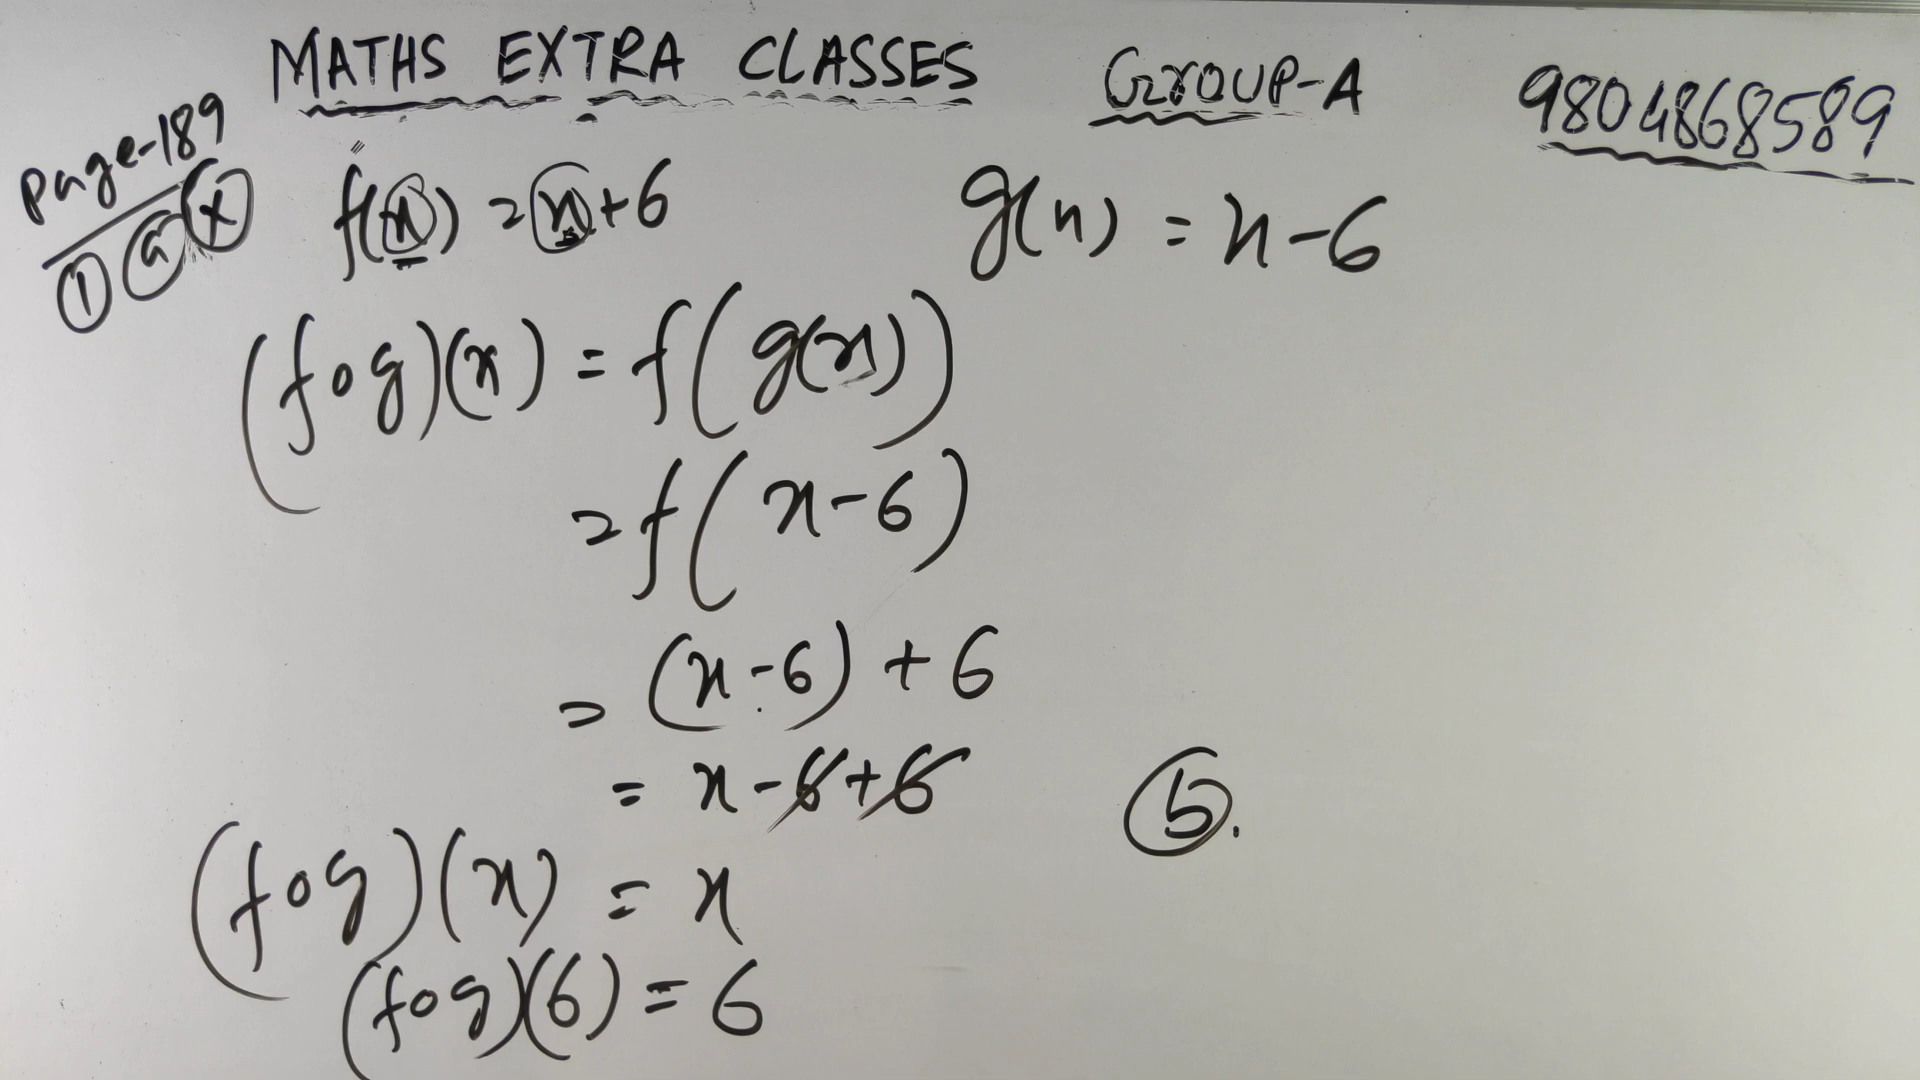 MATHS EXTRA CLASSES GROUP-A 9804868589
Page-189
1 a x f(x) = x+6 g(x) = x-6
(fog)(x) = f(g(x))
= f(x-6)
= (x-6) + 6
= x-6+6
b.
(fog)(x) = x
(fog)(6) = 6